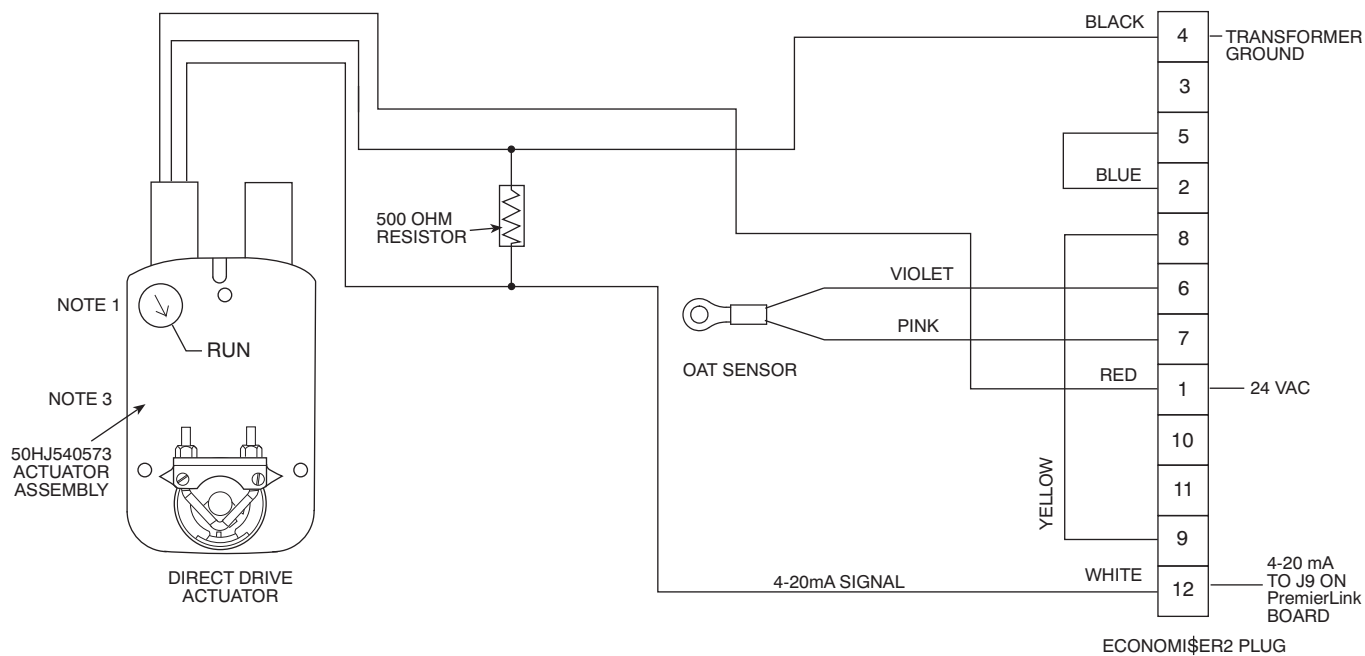 BLACK
4
TRANSFORMER
GROUND
3
5
BLUE
2
500 OHM
RESISTOR
8
VIOLET
6
NOTE 1
PINK
7
RUN
OAT SENSOR
RED
1
24 VAC
NOTE 3
10
50HJ540573
ACTUATOR
ASSEMBLY
11
YELLOW
9
DIRECT DRIVE
ACTUATOR
4-20mA SIGNAL
WHITE
12
4-20 mA
TO J9 ON
PremierLink
BOARD
ECONOMI$ER2 PLUG